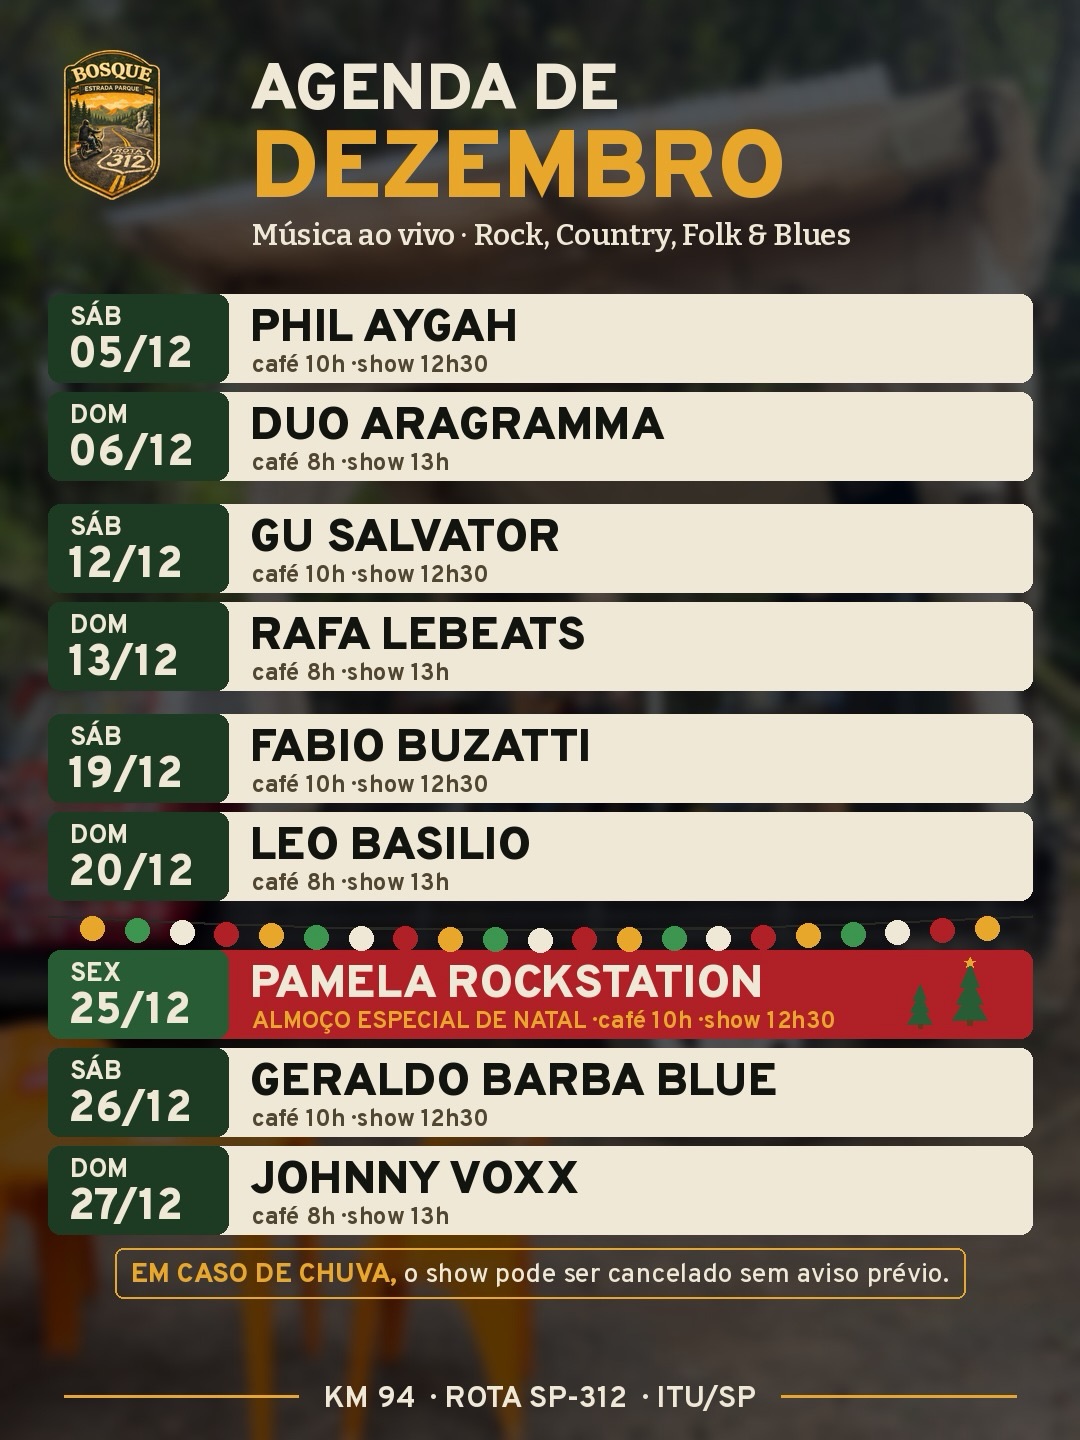 BOSQUE
ESTRADA PARQUE
ROTA
312
AGENDA DE
DEZEMBRO
Música ao vivo · Rock, Country, Folk & Blues
SÁB
05/12
PHIL AYGAH
café 10h ·show 12h30
DOM
06/12
DUO ARAGRAMMA
café 8h ·show 13h
SÁB
12/12
GU SALVATOR
café 10h ·show 12h30
DOM
13/12
RAFA LEBEATS
café 8h ·show 13h
SÁB
19/12
FABIO BUZATTI
café 10h ·show 12h30
DOM
20/12
LEO BASILIO
café 8h ·show 13h
SEX
25/12
PAMELA ROCKSTATION
ALMOÇO ESPECIAL DE NATAL ·café 10h ·show 12h30
SÁB
26/12
GERALDO BARBA BLUE
café 10h ·show 12h30
DOM
27/12
JOHNNY VOXX
café 8h ·show 13h
EM CASO DE CHUVA, o show pode ser cancelado sem aviso prévio.
KM 94 · ROTA SP-312 · ITU/SP